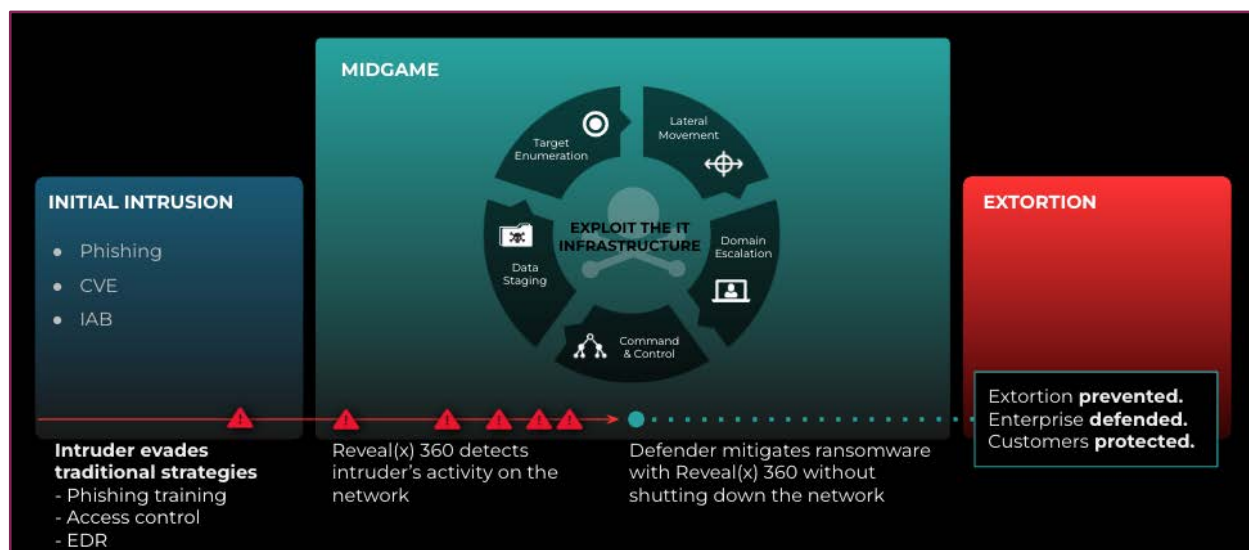 MIDGAME
Target
Enumeration
Lateral
Movement
INITIAL INTRUSION
● Phishing
● CVE
● IAB
EXPLOIT THE IT
INFRASTRUCTURE
Data
Staging
Domain
Escalation
Command
& Control
EXTORTION
Extortion prevented.
Enterprise defended.
Customers protected.
Intruder evades
traditional strategies
- Phishing training
- Access control
- EDR
Reveal(x) 360 detects
intruder's activity on the
network
Defender mitigates ransomware
with Reveal(x) 360 without
shutting down the network